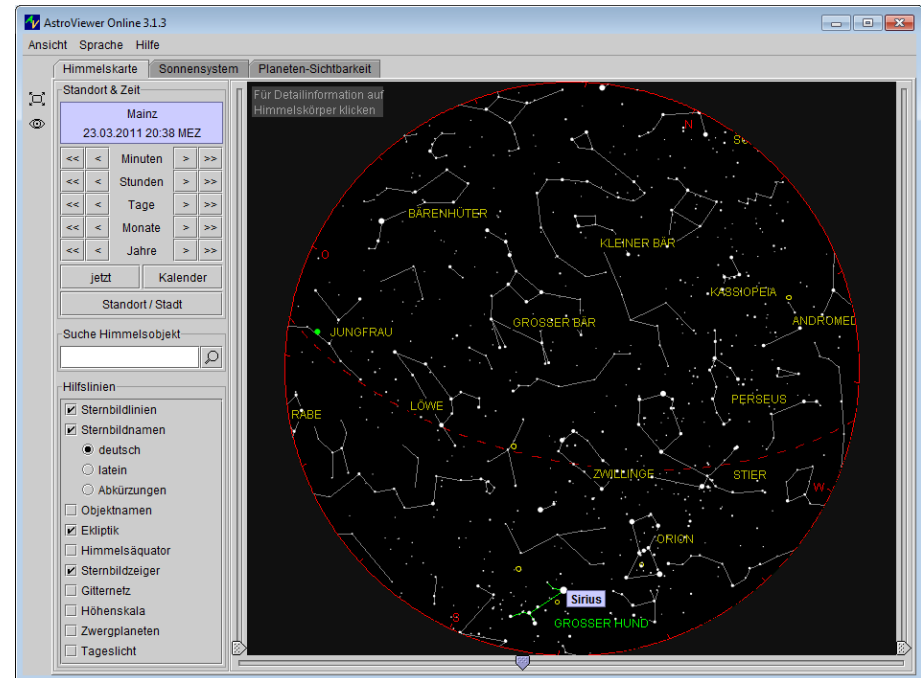 AstroViewer Online 3.1.3
Ansicht Sprache Hilfe
Himmelskarte Sonnensystem Planeten-Sichtbarkeit
Standort & Zeit
Mainz
23.03.2011 20:38 MEZ
<< < Minuten > >>
<< < Stunden > >>
<< < Tage > >>
<< < Monate > >>
<< < Jahre > >>
jetzt Kalender
Standort / Stadt
Suche Himmelsobjekt
Hilfslinien
Sternbildlinien
Sternbildnamen
deutsch
latein
Abkürzungen
Objektnamen
Ekliptik
Himmelsäquator
Sternbildzeiger
Gitternetz
Höhenskala
Zwergplaneten
Tageslicht
Für Detailinformation auf
Himmelskörper klicken
N
BÄRENHÜTER
KLEINER BÄR
O
KASSIOPEIA
GROSSER BÄR
ANDROMED
JUNGFRAU
PERSEUS
LÖWE
RABE
ZWILLINGE
STIER
W
ORION
Sirius
S
GROSSER HUND